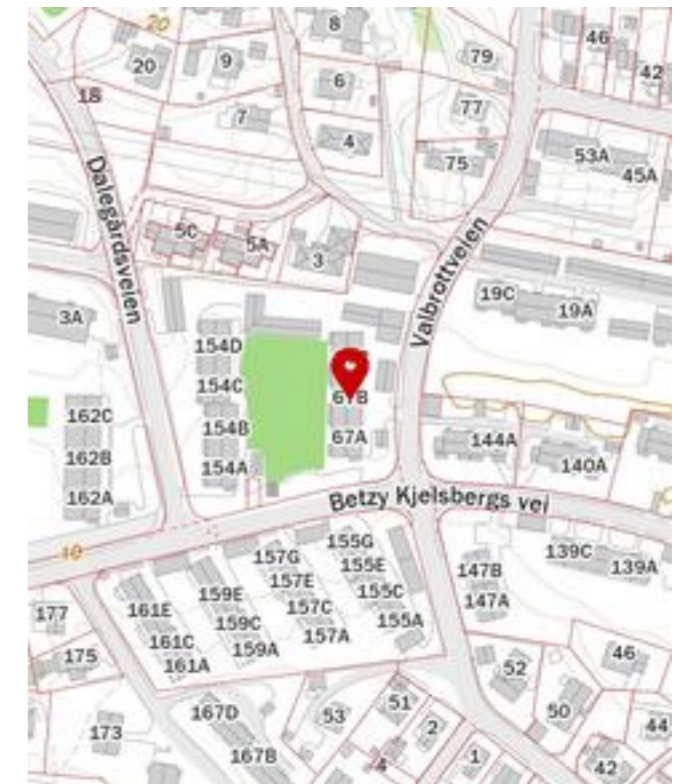 20
8
46
20
9
79
42
6
18
77
7
4
53A
75
45A
Dalegårdsveien
5C
5A
3
Valbrottveien
19C
19A
3A
154D
154C
67B
162C
154B
67A
144A
162B
154A
140A
162A
Betzy Kjelsbergs vei
10
155G
157G
155E
139C
139A
147B
157E
159E
155C
161E
157C
147A
177
159C
155A
161C
157A
159A
175
161A
52
46
51
167D
53
50
2
44
173
167B
4
1
42